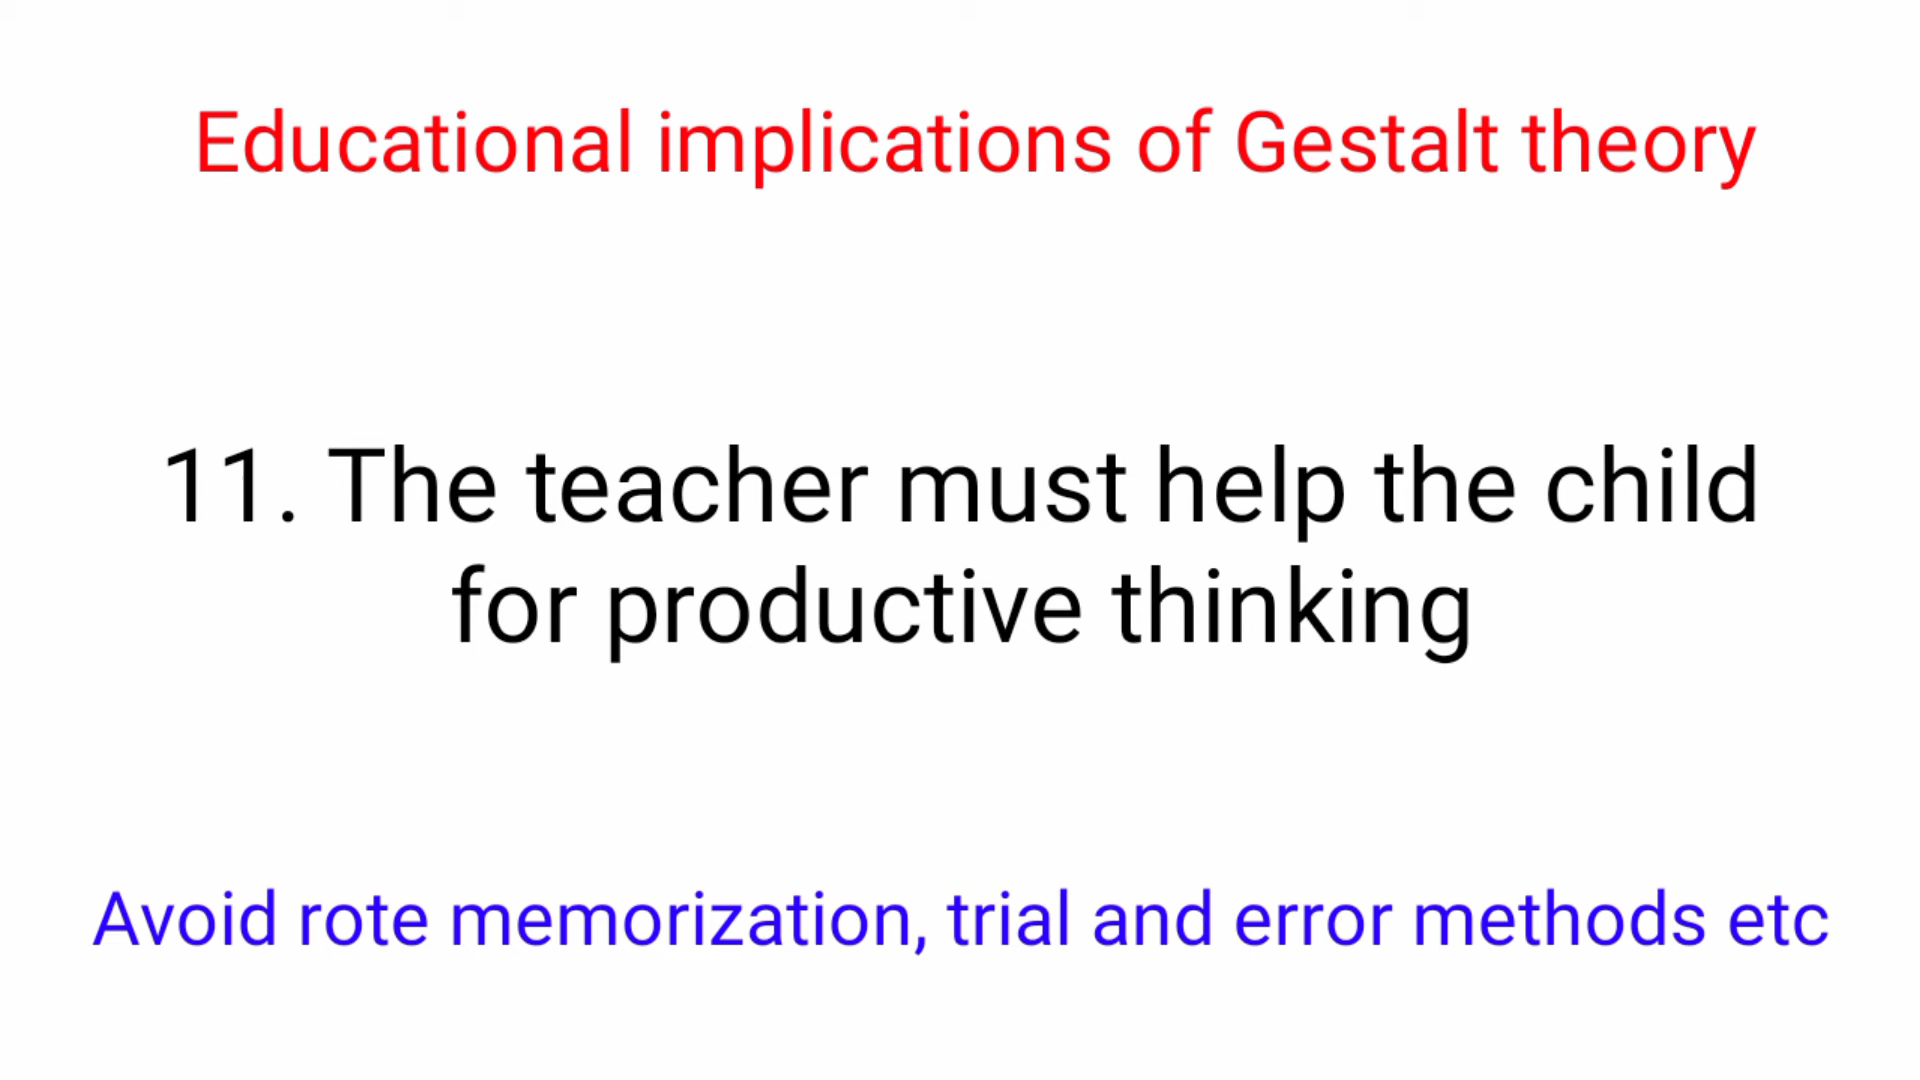 Educational implications of Gestalt theory
11. The teacher must help the child
for productive thinking
Avoid rote memorization, trial and error methods etc